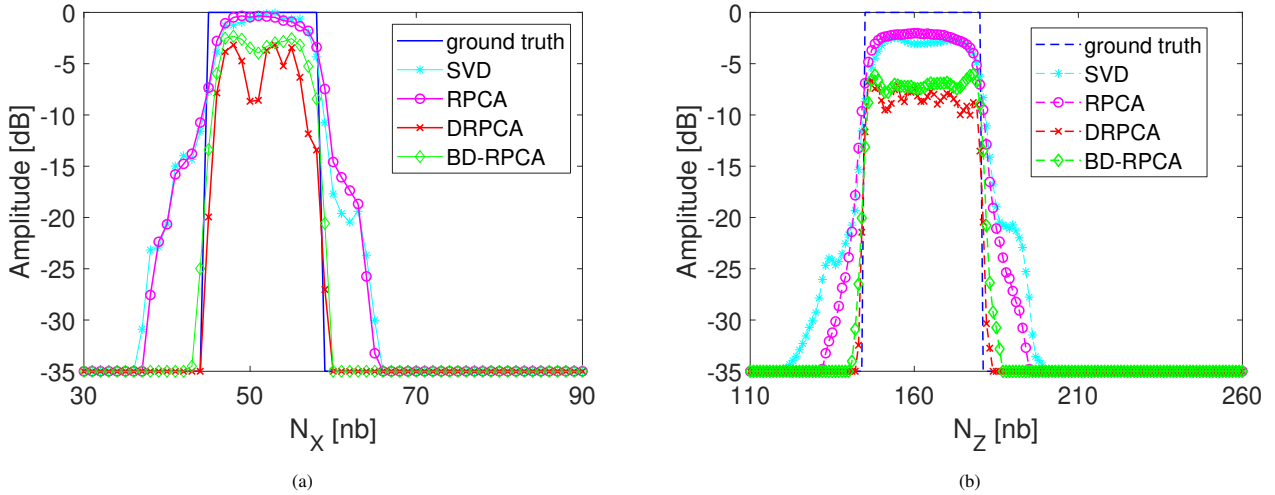 0
-5
-10
-15
-20
-25
-30
-35
30
50
70
90
Amplitude [dB]
N_X [nb]
ground truth
SVD
RPCA
DRPCA
BD-RPCA
(a)
0
-5
-10
-15
-20
-25
-30
-35
110
160
210
260
Amplitude [dB]
N_Z [nb]
ground truth
SVD
RPCA
DRPCA
BD-RPCA
(b)